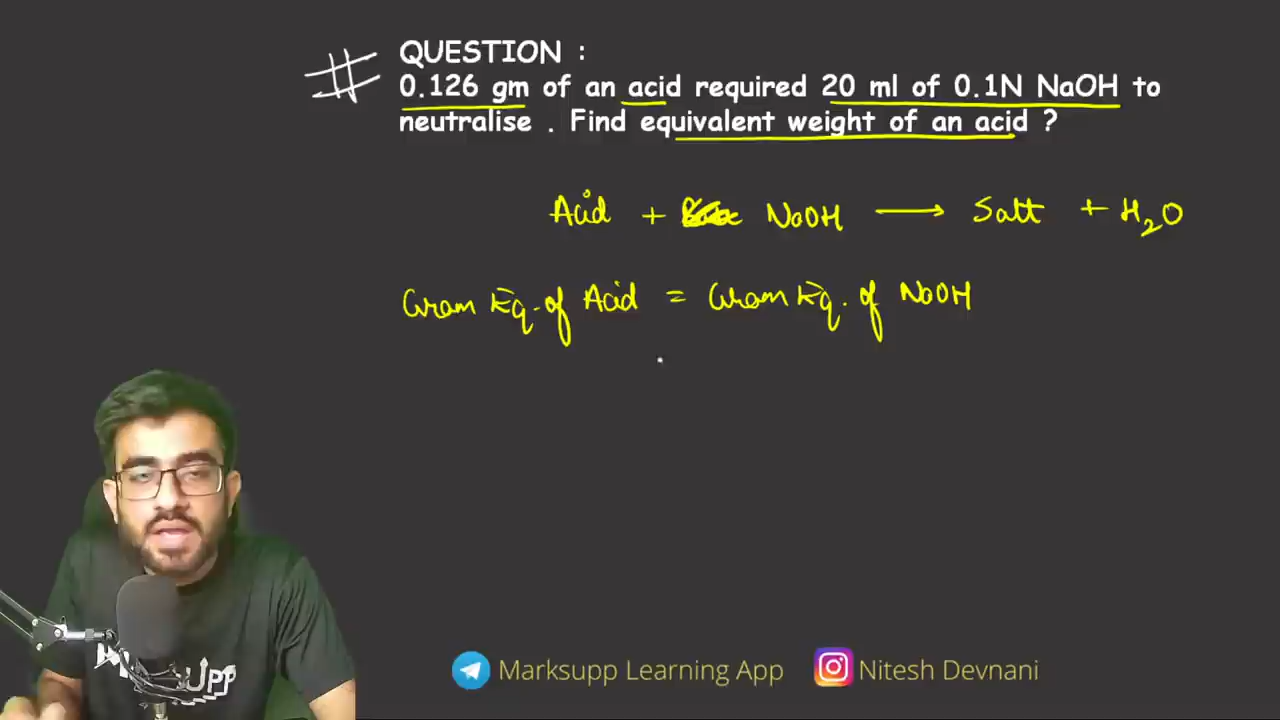 QUESTION :
0.126 gm of an acid required 20 ml of 0.1N NaOH to
neutralise . Find equivalent weight of an acid ?
Acid + NaOH → Salt + H₂O
Gram Eq. of Acid = Gram Eq. of NaOH
Marksupp Learning App
Nitesh Devnani